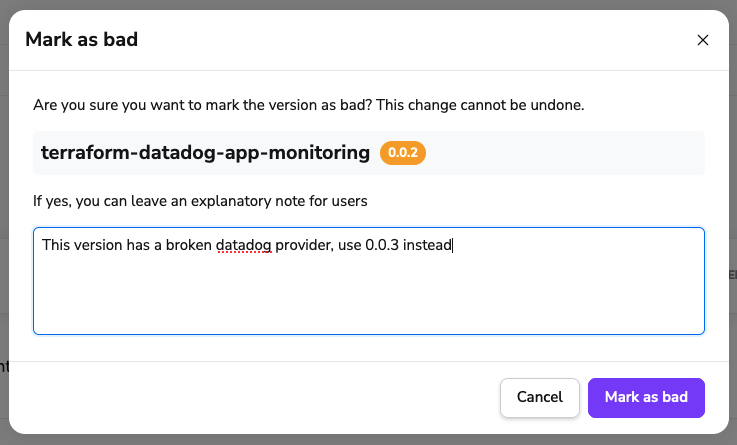 Mark as bad
Are you sure you want to mark the version as bad? This change cannot be undone.
terraform-datadog-app-monitoring 0.0.2
If yes, you can leave an explanatory note for users
This version has a broken datadog provider, use 0.0.3 instead
Cancel Mark as bad